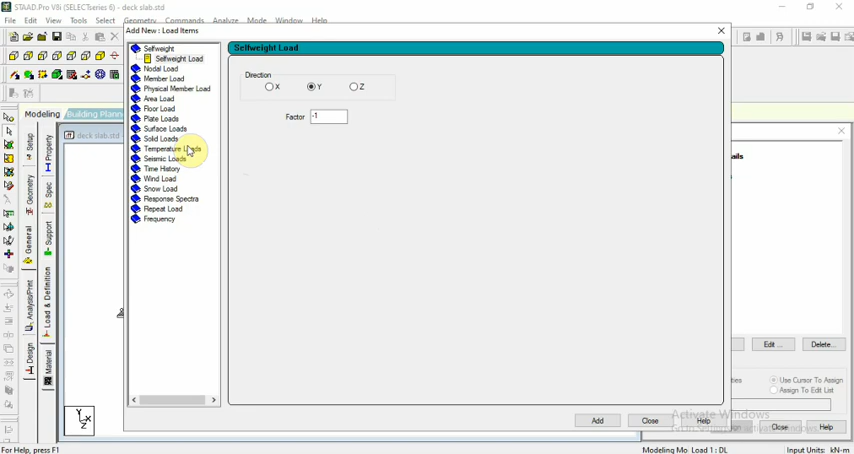 STAAD.Pro V8i (SELECTseries 6) - deck slab.std
File Edit View Tools Select Geometry Commands Analyze Mode Window Help
Add New : Load Items
Selfweight
Selfweight Load
Nodal Load
Member Load
Physical Member Load
Area Load
Floor Load
Plate Loads
Surface Loads
Solid Loads
Temperature Loads
Seismic Loads
Time History
Wind Load
Snow Load
Response Spectra
Repeat Load
Frequency
Selfweight Load
Direction
X Y Z
Factor -1
Add Close Help
Modeling Building Plann
deck slab.std -
Setup
Geometry
General
Analysis/Print
Design
Property
Spec
Support
Load & Definition
Material
Y
X
Z
ails
Edit ... Delete...
Use Cursor To Assign
Assign To Edit List
Close Help
Activate Windows
For Help, press F1
Modeling Mo Load 1 : DL Input Units: kN-m